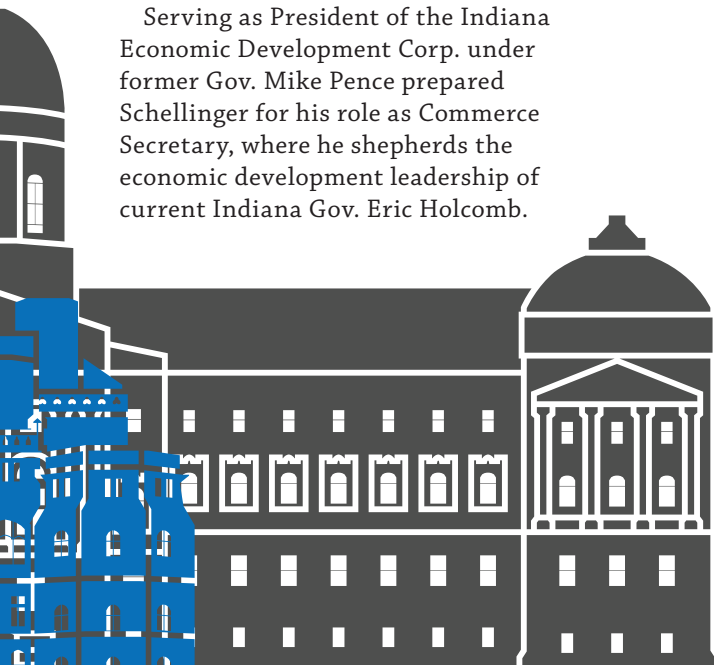 Serving as President of the Indiana
Economic Development Corp. under
former Gov. Mike Pence prepared
Schellinger for his role as Commerce
Secretary, where he shepherds the
economic development leadership of
current Indiana Gov. Eric Holcomb.